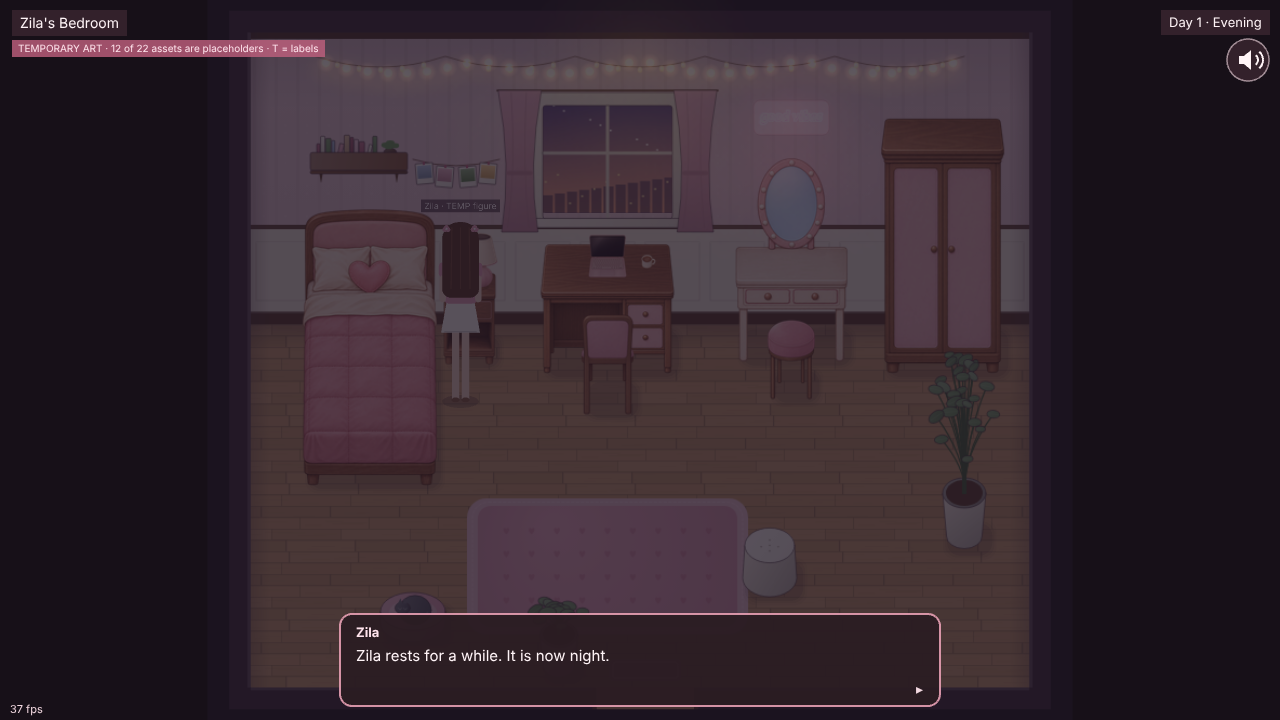 Zila's Bedroom
TEMPORARY ART · 12 of 22 assets are placeholders · T = labels
Day 1 · Evening
Zila · TEMP figure
Zila
Zila rests for a while. It is now night.
37 fps